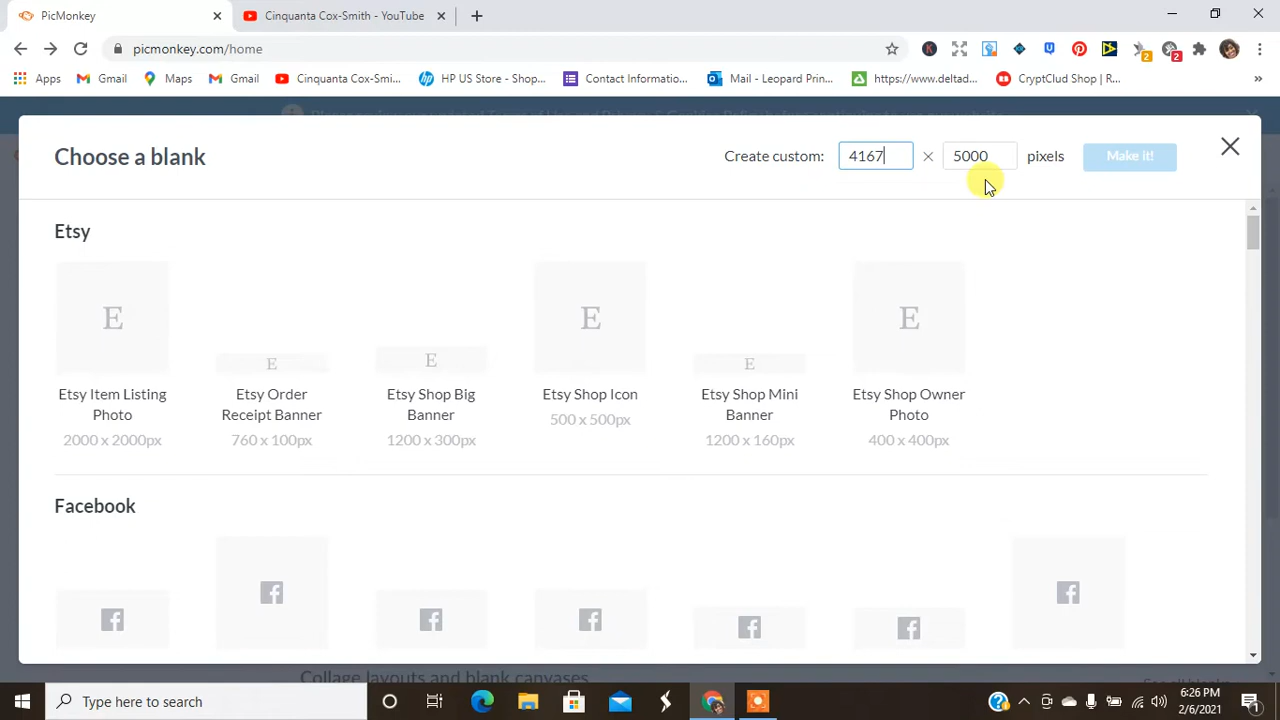 PicMonkey
Cinquanta Cox-Smith - YouTube
picmonkey.com/home
K
2
2
Apps
Gmail
Maps
Gmail
Cinquanta Cox-Smi...
HP US Store - Shop...
Contact Informatio...
Mail - Leopard Prin...
https://www.deltad...
CryptClud Shop | R...
»
Choose a blank
Create custom: 4167 × 5000 pixels Make it!
Etsy
E
E
E
E
E
E
Etsy Item Listing Photo
2000 x 2000px
Etsy Order Receipt Banner
760 x 100px
Etsy Shop Big Banner
1200 x 300px
Etsy Shop Icon
500 x 500px
Etsy Shop Mini Banner
1200 x 160px
Etsy Shop Owner Photo
400 x 400px
Facebook
Collage layouts and blank canvases
Type here to search
6:26 PM
2/6/2021
1